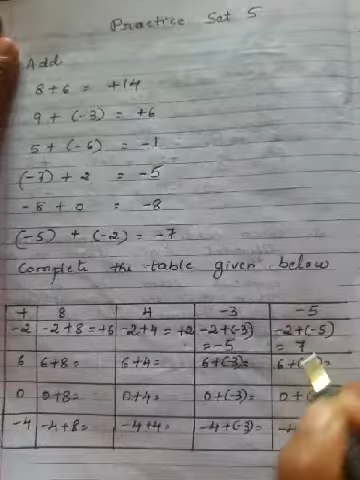 Practice Set 5
Add
8 + 6 = +14
9 + (-3) = +6
5 + (-6) = -1
(-7) + 2 = -5
-8 + 0 = -8
(-5) + (-2) = -7
Complete the table given below
+ 8 4 -3 -5
-2 -2+8=+6 -2+4=+2 -2+(-3) = -5 -2+(-5) = 7
6 6+8= 6+4= 6+(-3)= 6+
0 0+8= 0+4= 0+(-3)= 0+
-4 -4+8= -4+4= -4+(-3)=